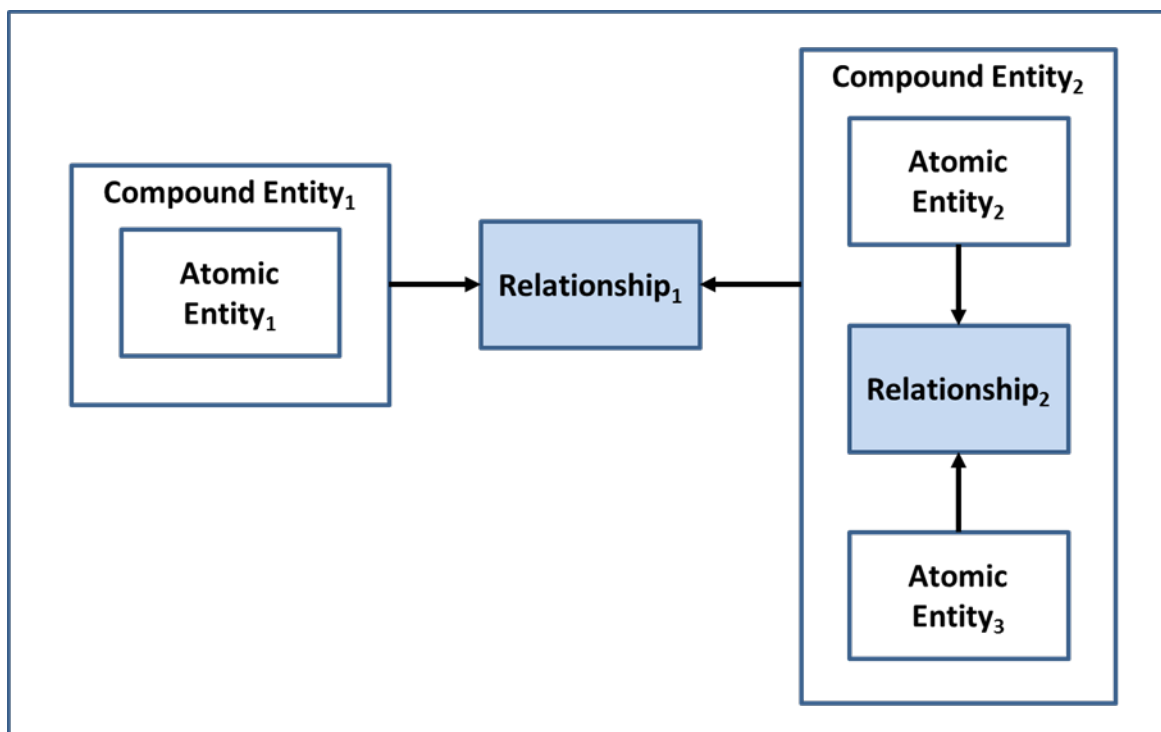 Compound Entity₁
Atomic
Entity₁
Relationship₁
Compound Entity₂
Atomic
Entity₂
Relationship₂
Atomic
Entity₃